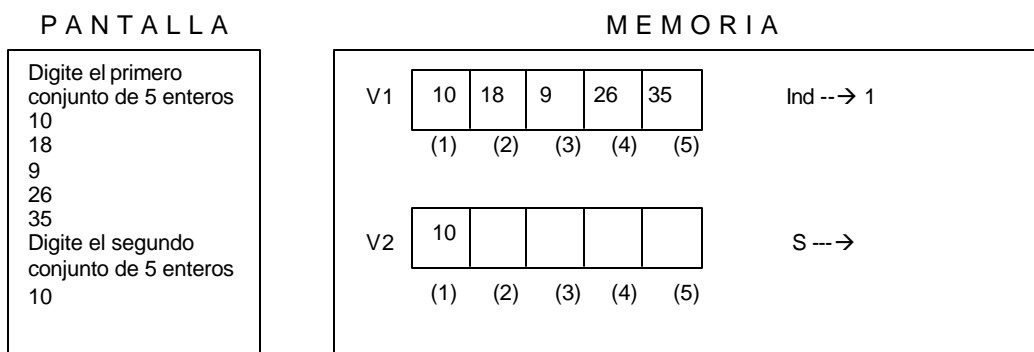 PANTALLA
MEMORIA
Digite el primero
conjunto de 5 enteros
10
18
9
26
35
Digite el segundo
conjunto de 5 enteros
10
V1 10 18 9 26 35 Ind --→ 1
(1) (2) (3) (4) (5)
V2 10 S ---→
(1) (2) (3) (4) (5)